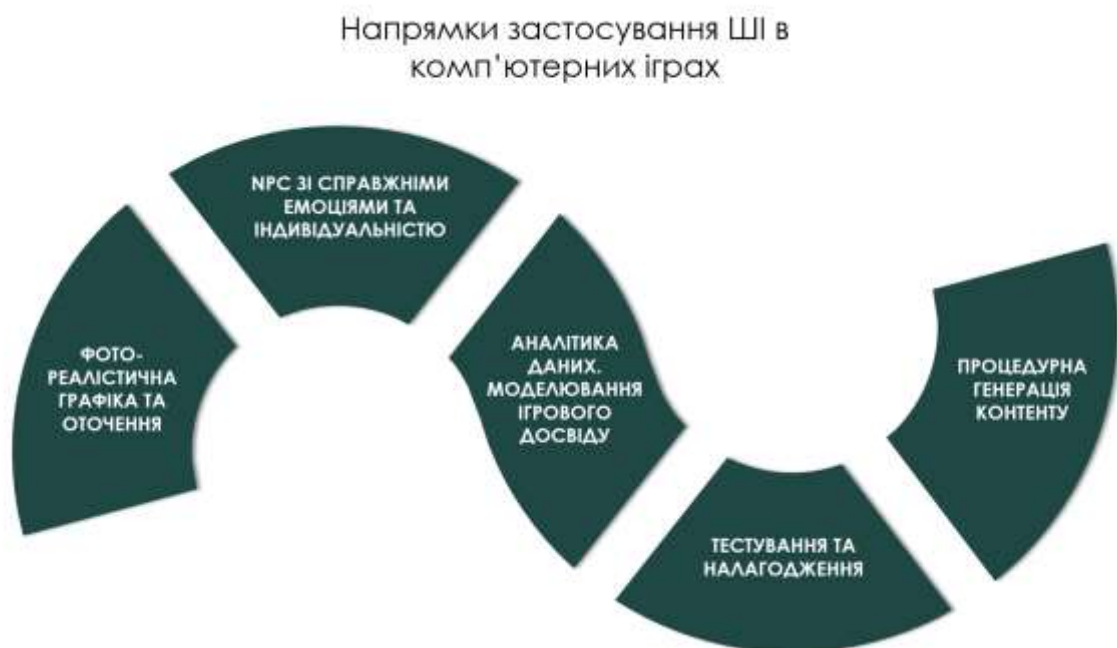 Напрямки застосування ШІ в
комп'ютерних іграх
ФОТО-
РЕАЛІСТИЧНА
ГРАФІКА ТА
ОТОЧЕННЯ
NPC ЗІ СПРАВЖНІМИ
ЕМОЦІЯМИ ТА
ІНДИВІДУАЛЬНІСТЮ
АНАЛІТИКА
ДАНИХ.
МОДЕЛЮВАННЯ
ІГРОВОГО
ДОСВІДУ
ТЕСТУВАННЯ ТА
НАЛАГОДЖЕННЯ
ПРОЦЕДУРНА
ГЕНЕРАЦІЯ
КОНТЕНТУ